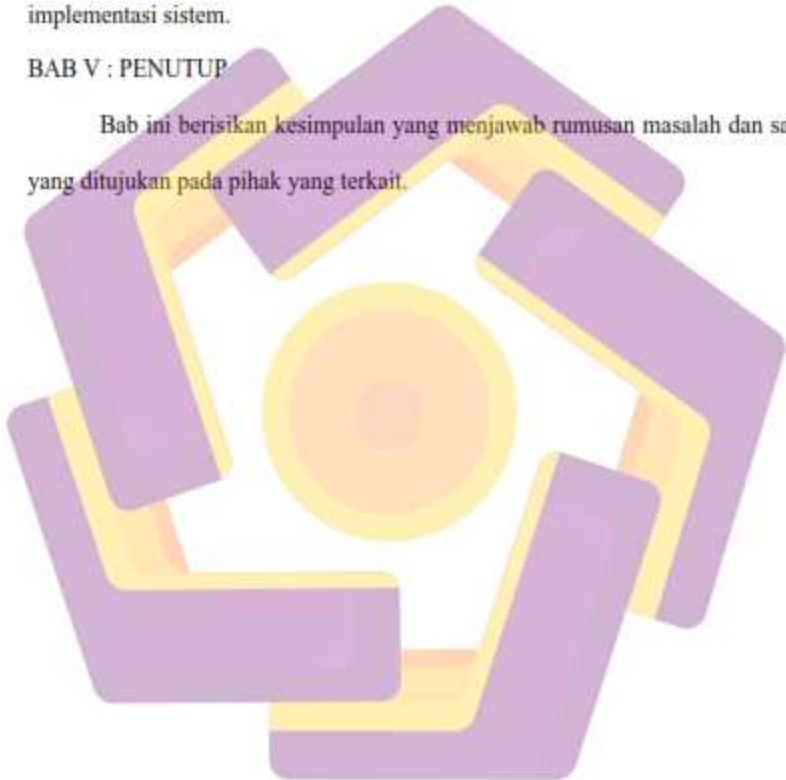 implementasi sistem.
BAB V : PENUTUP
Bab ini berisikan kesimpulan yang menjawab rumusan masalah dan
yang ditujukan pada pihak yang terkait.